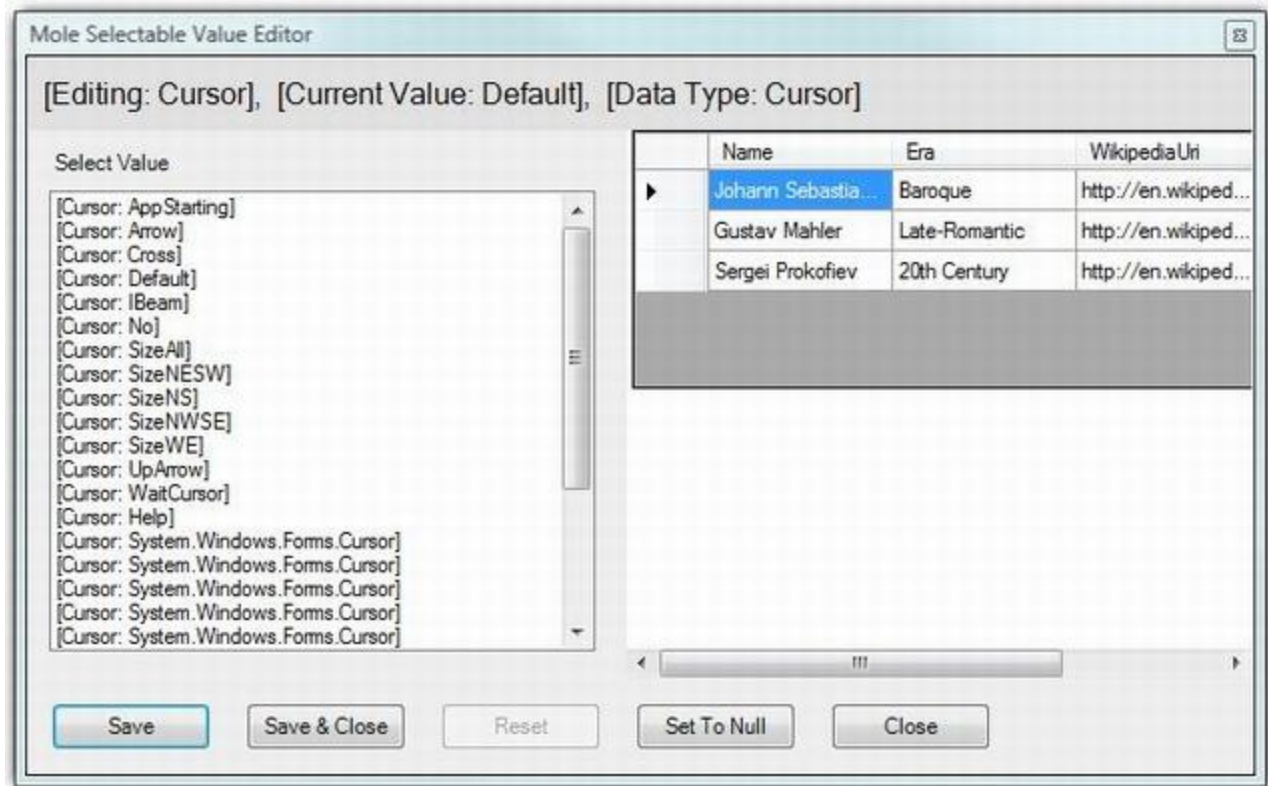 Mole Selectable Value Editor
[Editing: Cursor], [Current Value: Default], [Data Type: Cursor]
Select Value
[Cursor: AppStarting]
[Cursor: Arrow]
[Cursor: Cross]
[Cursor: Default]
[Cursor: IBeam]
[Cursor: No]
[Cursor: SizeAll]
[Cursor: SizeNESW]
[Cursor: SizeNS]
[Cursor: SizeNWSE]
[Cursor: SizeWE]
[Cursor: UpArrow]
[Cursor: WaitCursor]
[Cursor: Help]
[Cursor: System.Windows.Forms.Cursor]
[Cursor: System.Windows.Forms.Cursor]
[Cursor: System.Windows.Forms.Cursor]
[Cursor: System.Windows.Forms.Cursor]
[Cursor: System.Windows.Forms.Cursor]
Name Era WikipediaUri
Johann Sebastia... Baroque http://en.wikiped...
Gustav Mahler Late-Romantic http://en.wikiped...
Sergei Prokofiev 20th Century http://en.wikiped...
Save Save & Close Reset Set To Null Close